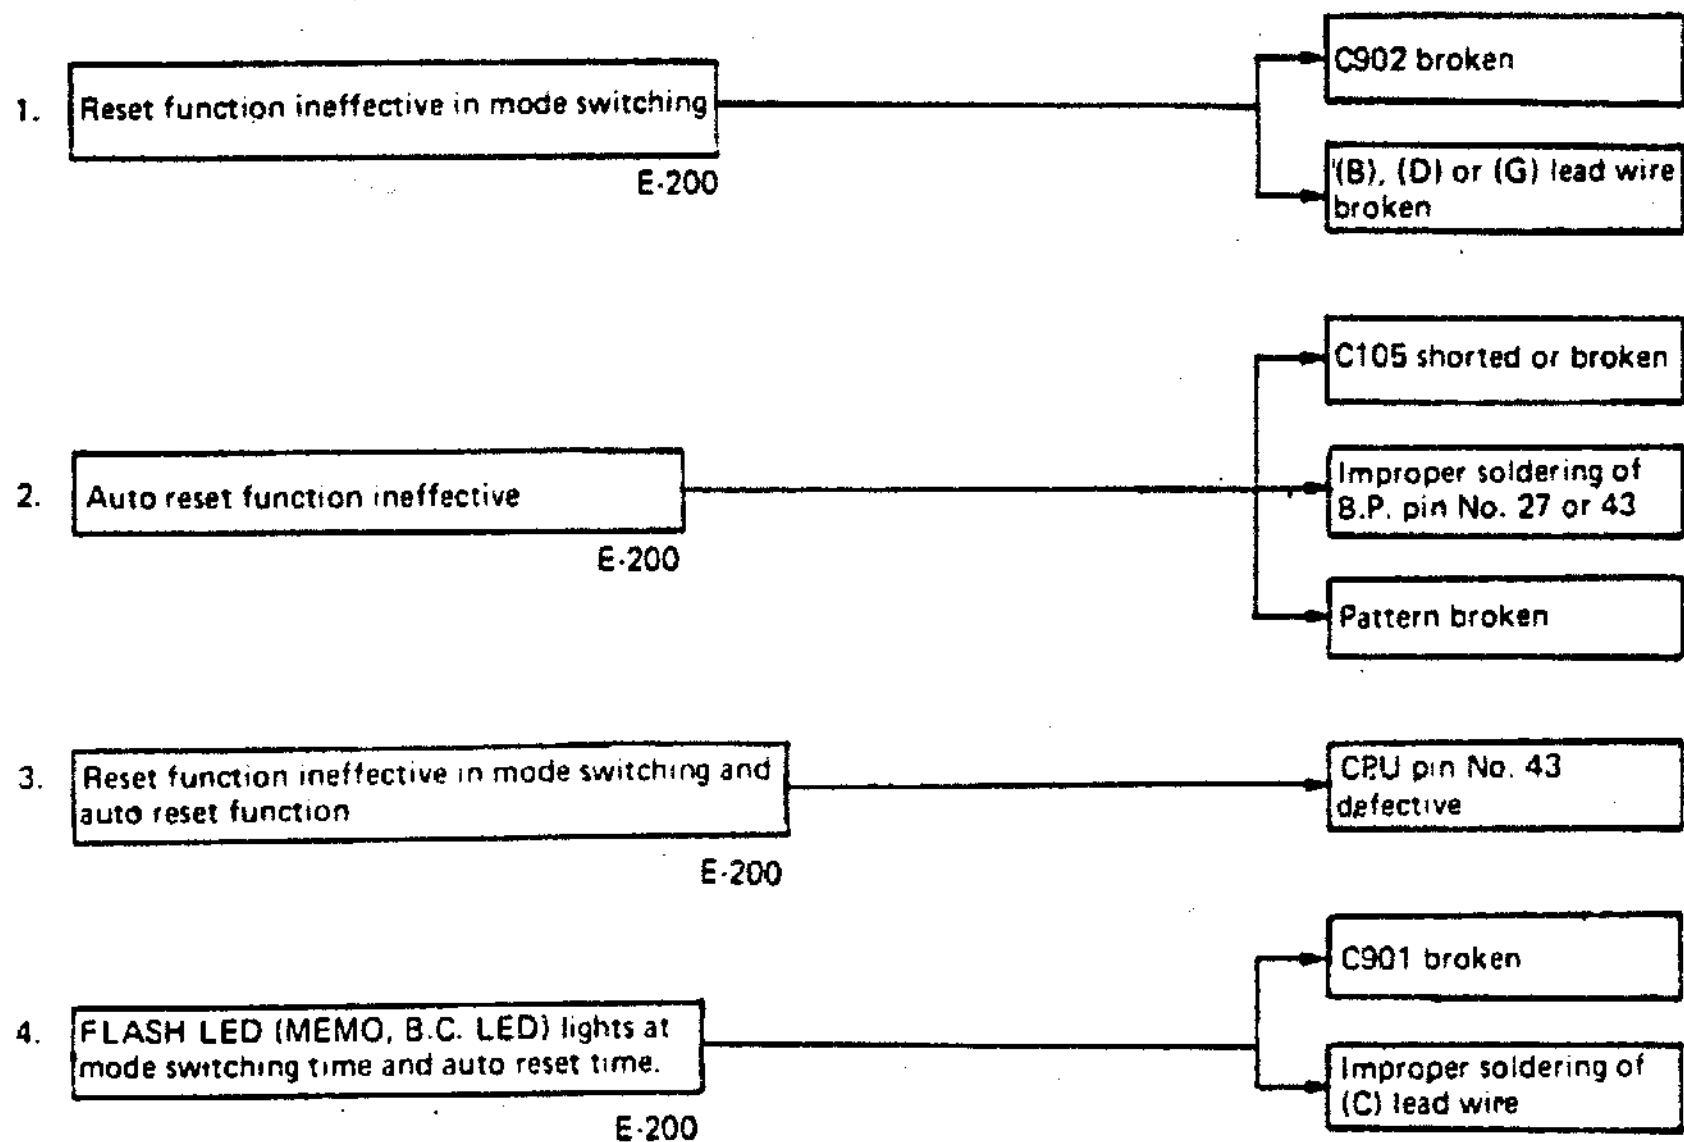 1. Reset function ineffective in mode switching
E-200
C902 broken
(B), (D) or (G) lead wire
broken
2. Auto reset function ineffective
E-200
C105 shorted or broken
Improper soldering of
B.P. pin No. 27 or 43
Pattern broken
3. Reset function ineffective in mode switching and
auto reset function
E-200
CPU pin No. 43
defective
4. FLASH LED (MEMO, B.C. LED) lights at
mode switching time and auto reset time.
E-200
C901 broken
Improper soldering of
(C) lead wire